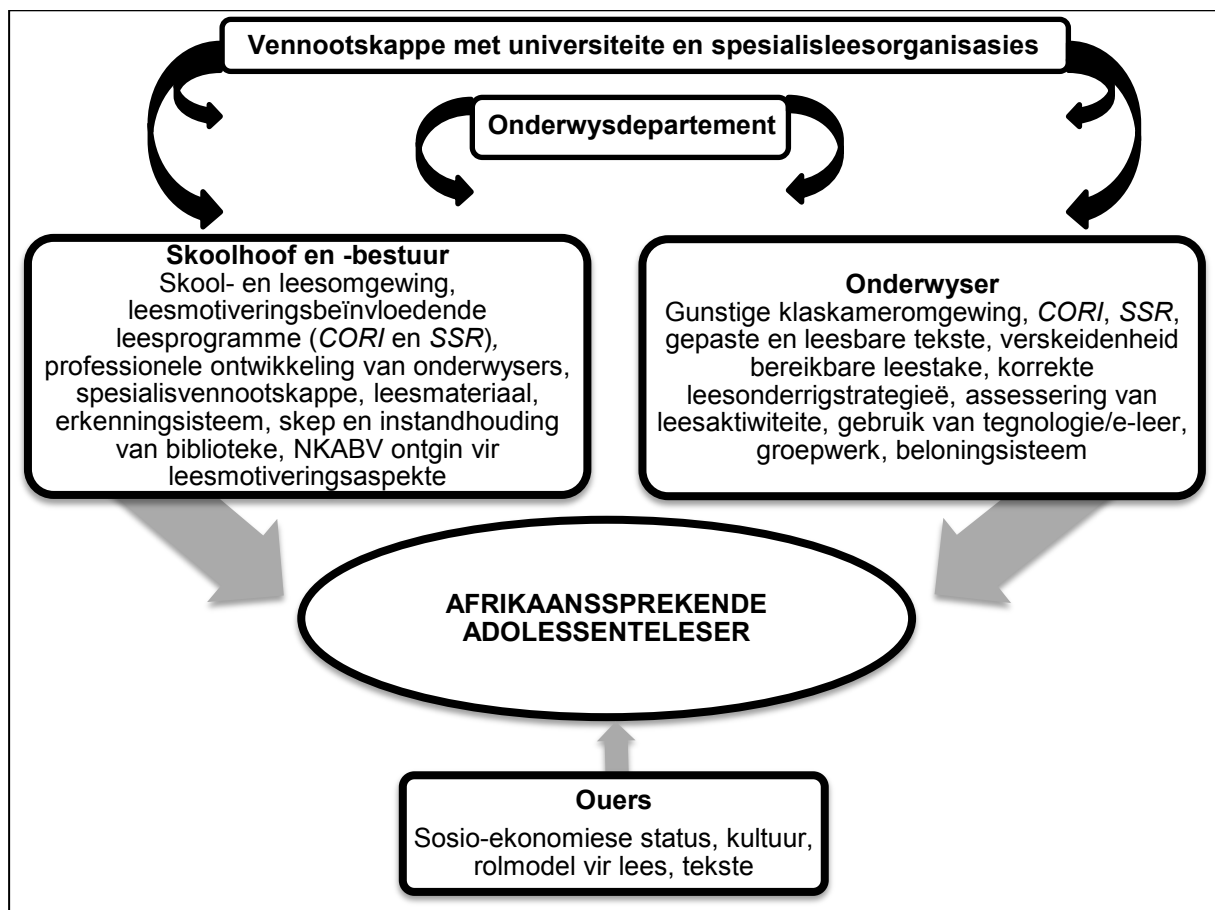 Vennootskappe met universiteite en spesialisleesorganisasies
Onderwysdepartement
Skoolhoof en -bestuur
Skool- en leesomgewing,
leesmotiveringsbeïnvloedende
leesprogramme (CORI en SSR),
professionele ontwikkeling van onderwysers,
spesialisvennootskappe, leesmateriaal,
erkenningsisteem, skep en instandhouding
van biblioteke, NKABV ontgin vir
leesmotiveringsaspekte
Onderwyser
Gunstige klaskameromgewing, CORI, SSR,
gepaste en leesbare tekste, verskeidenheid
bereikbare leestake, korrekte
leesonderrigstrategieë, assessering van
leesaktiwiteite, gebruik van tegnologie/e-leer,
groepwerk, beloningsisteem
AFRIKAANSSPREKENDE
ADOLESSENTELESER
Ouers
Sosio-ekonomiese status, kultuur,
rolmodel vir lees, tekste